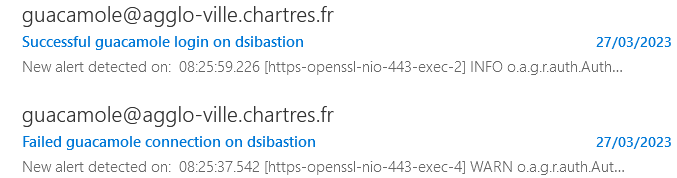 guacamole@agglo-ville.chartres.fr
Successful guacamole login on dsibastion 27/03/2023
New alert detected on: 08:25:59.226 [https-openssl-nio-443-exec-2] INFO o.a.g.r.auth.Auth...
guacamole@agglo-ville.chartres.fr
Failed guacamole connection on dsibastion 27/03/2023
New alert detected on: 08:25:37.542 [https-openssl-nio-443-exec-4] WARN o.a.g.r.auth.Aut...